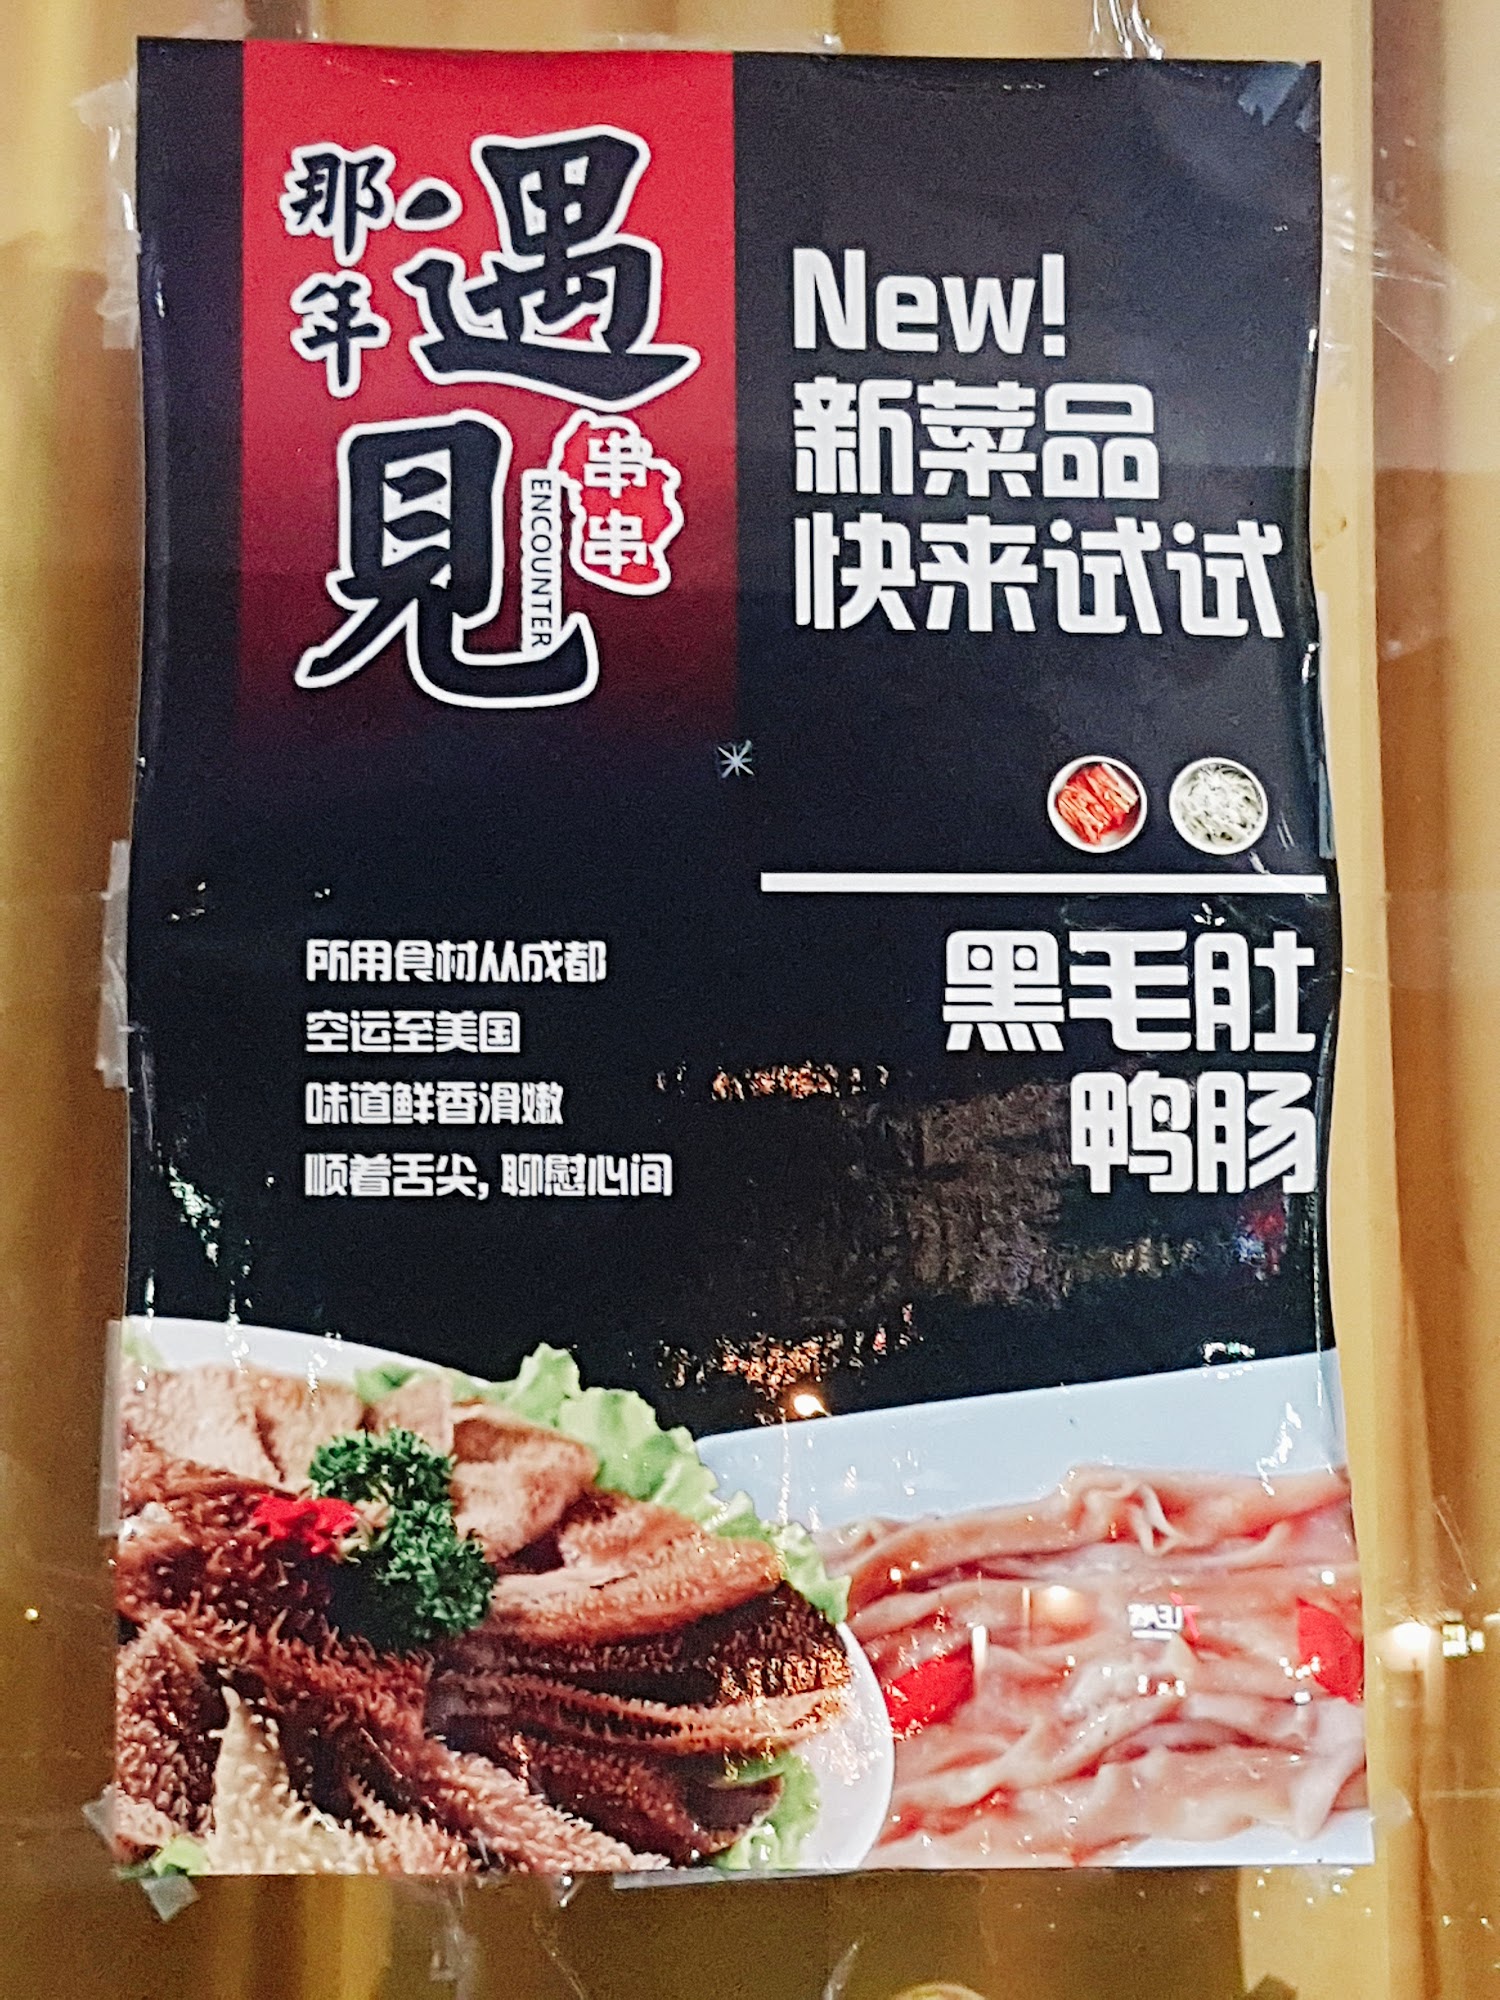 那年
遇見
串串
ENCOUNTER
New!
新菜品
快来试试
黑毛肚
鸭肠
所用食材从成都
空运至美国
味道鲜香滑嫩
顺着舌尖，聊慰心间